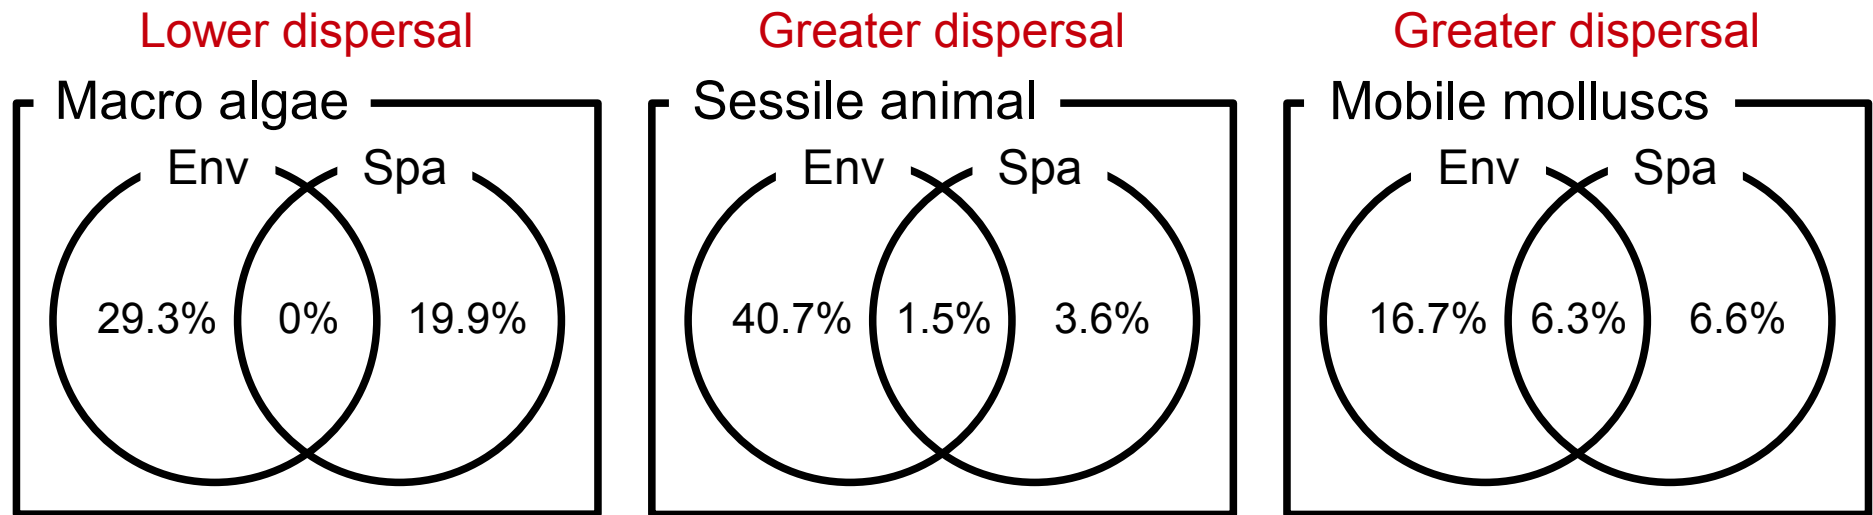 Lower dispersal
Greater dispersal
Greater dispersal
Macro algae
Sessile animal
Mobile molluscs
Env
Spa
Env
Spa
Env
Spa
29.3%
0%
19.9%
40.7%
1.5%
3.6%
16.7%
6.3%
6.6%